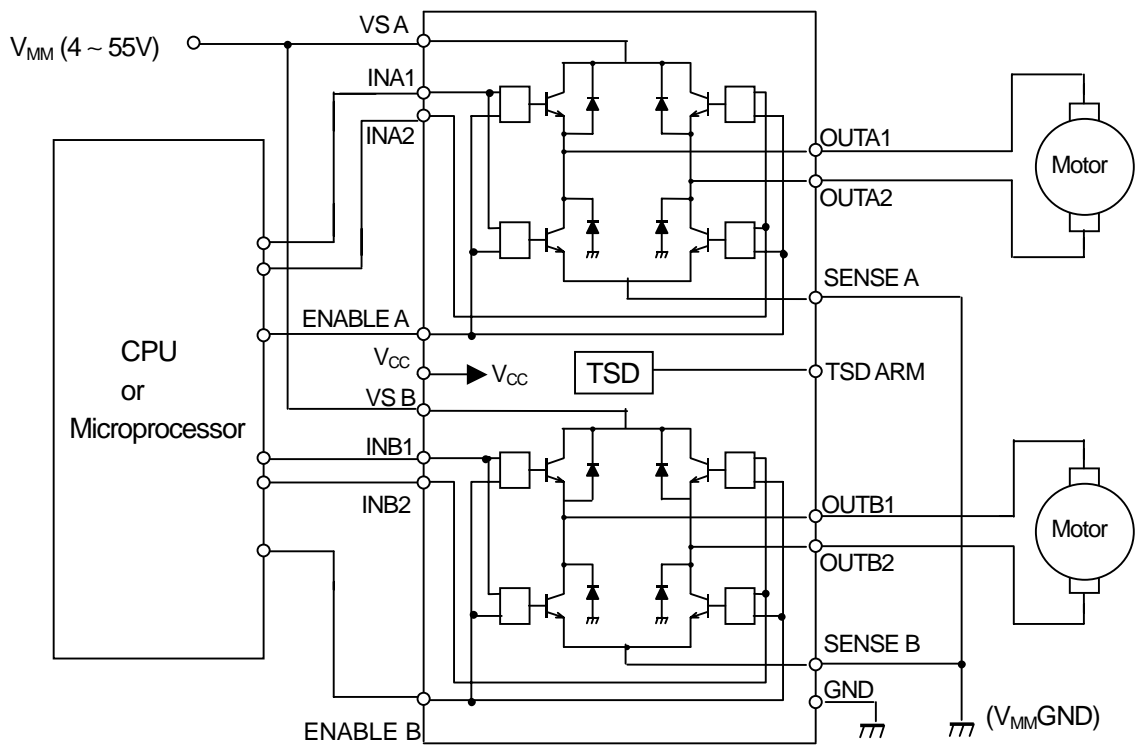 VS A
VMM (4 ~ 55V)
INA1
INA2
OUTA1
Motor
OUTA2
SENSE A
ENABLE A
CPU
or
Microprocessor
VCC
VCC
TSD
TSD ARM
VS B
INB1
INB2
OUTB1
Motor
OUTB2
SENSE B
GND
(VMMGND)
ENABLE B